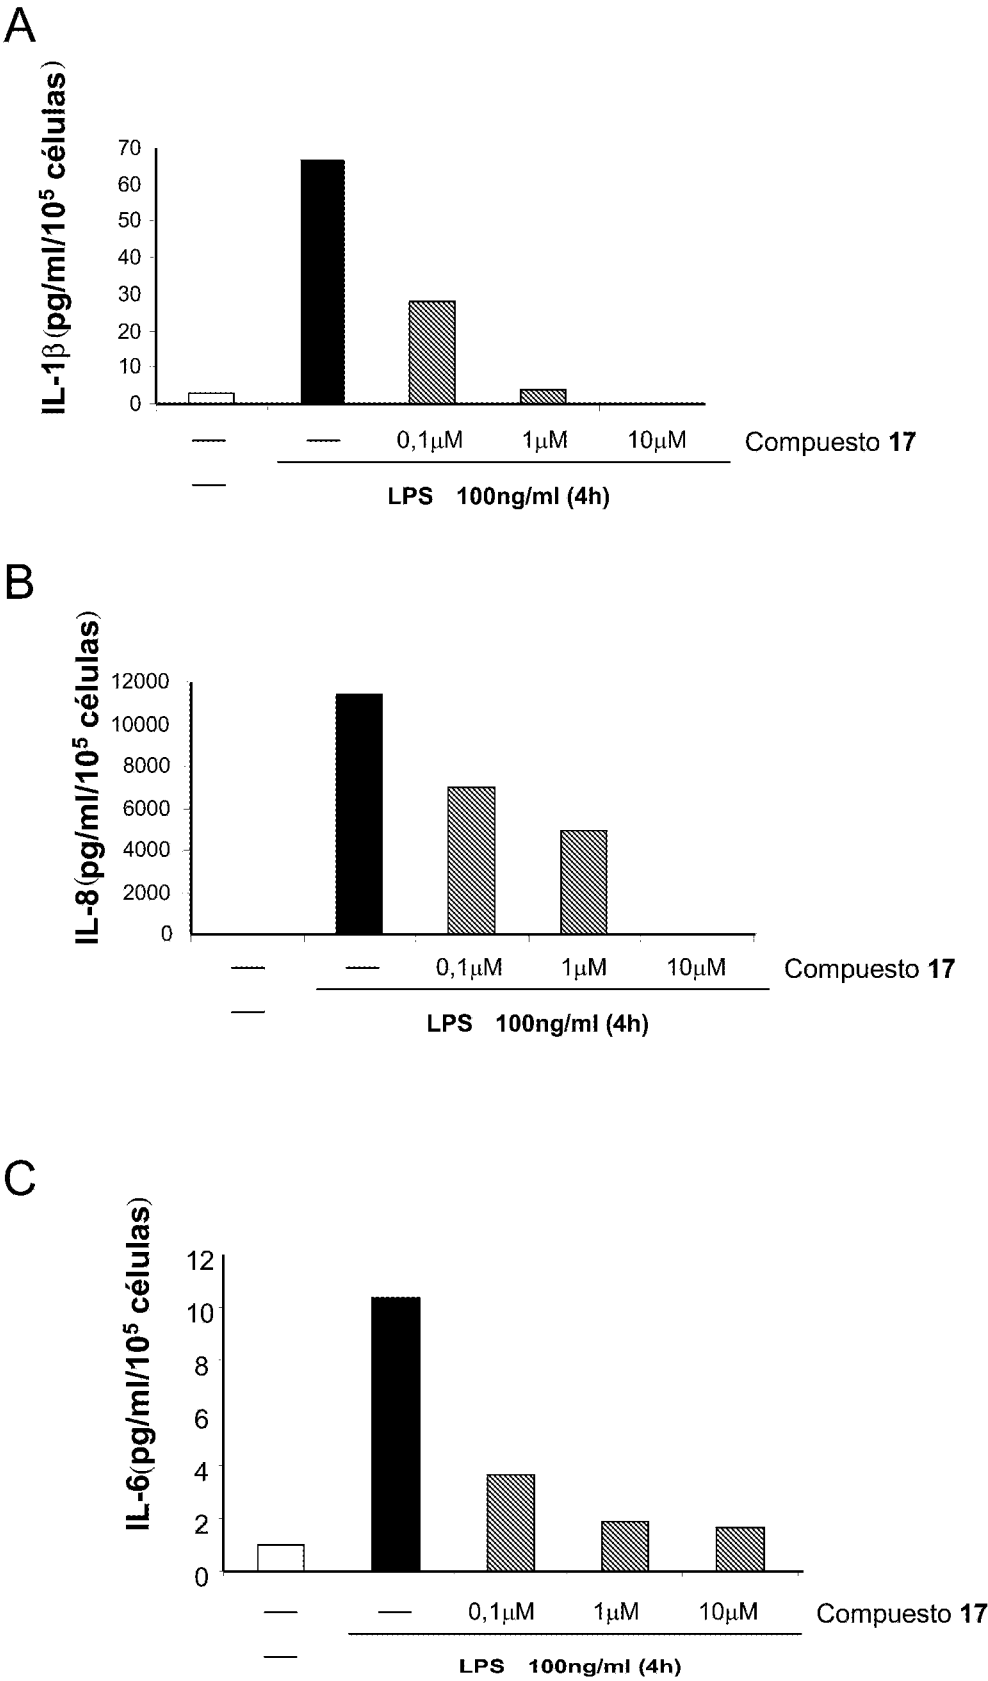 A
IL-1β(pg/ml/10⁵ células)
70
60
50
40
30
20
10
0
— — 0,1µM 1µM 10µM Compuesto 17
—
LPS 100ng/ml (4h)
B
IL-8(pg/ml/10⁵ células)
12000
10000
8000
6000
4000
2000
0
— — 0,1µM 1µM 10µM Compuesto 17
—
LPS 100ng/ml (4h)
C
IL-6(pg/ml/10⁵ células)
12
10
8
6
4
2
0
— — 0,1µM 1µM 10µM Compuesto 17
—
LPS 100ng/ml (4h)